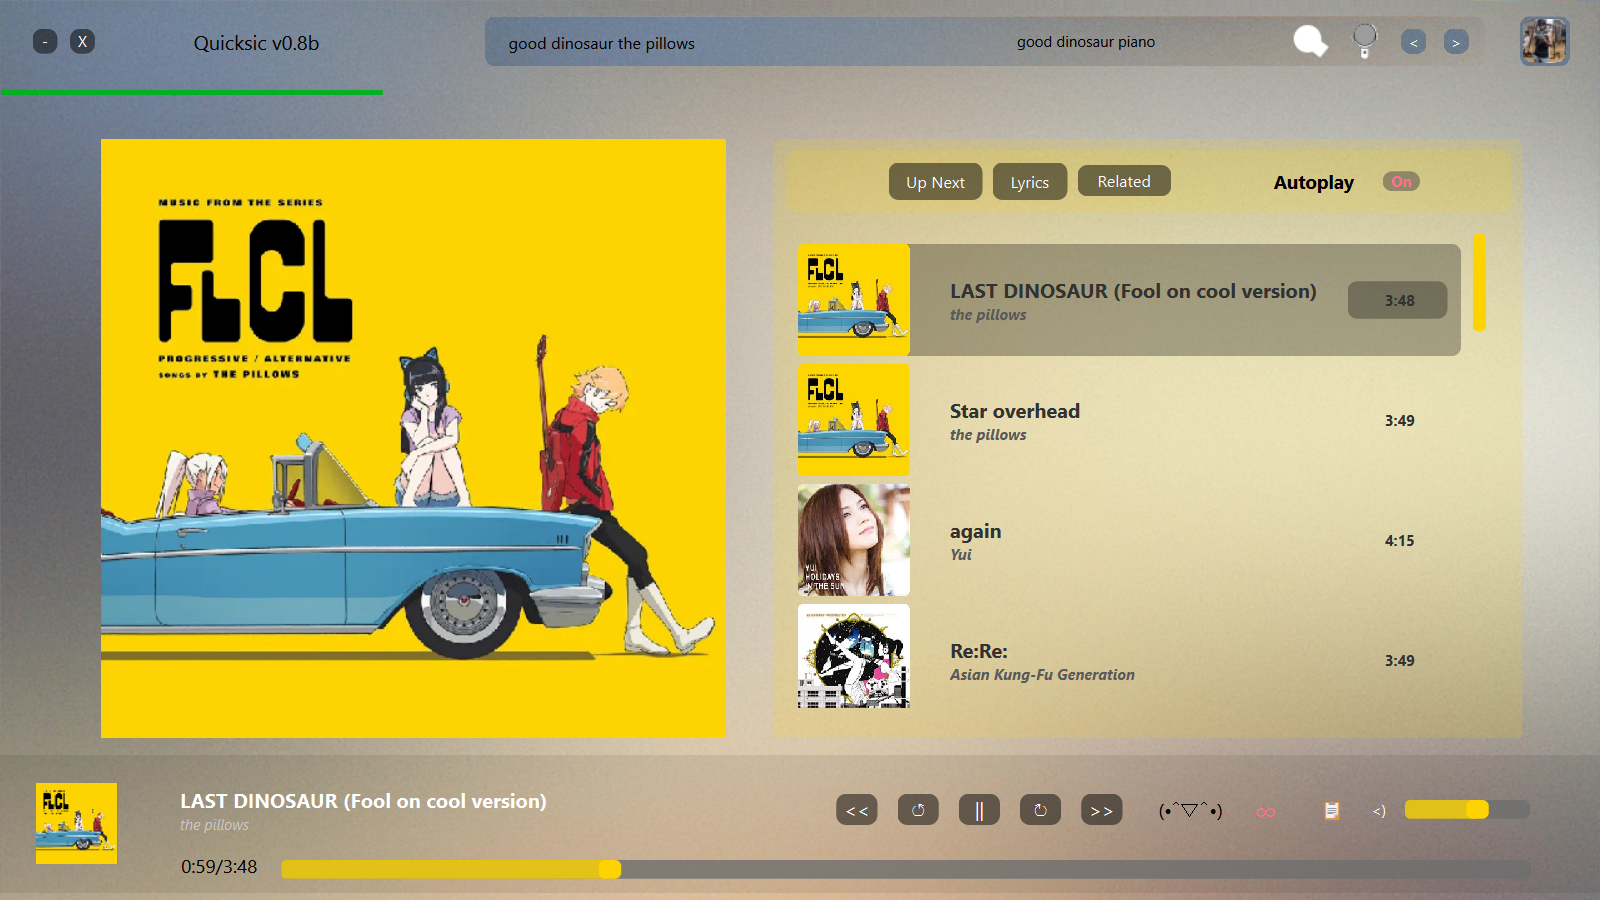 -
X
Quicksic v0.8b
good dinosaur the pillows
good dinosaur piano
<
>
MUSIC FROM THE SERIES
FLCL
PROGRESSIVE / ALTERNATIVE
SONGS BY THE PILLOWS
Up Next
Lyrics
Related
Autoplay
On
FLCL
LAST DINOSAUR (Fool on cool version)
the pillows
3:48
FLCL
Star overhead
the pillows
3:49
YUI
HOLIDAYS
IN THE SUN
again
Yui
4:15
Re:Re:
Asian Kung-Fu Generation
3:49
FLCL
LAST DINOSAUR (Fool on cool version)
the pillows
<<
↺
||
↻
>>
(•ˆ▽ˆ•)
∞
<)
0:59/3:48